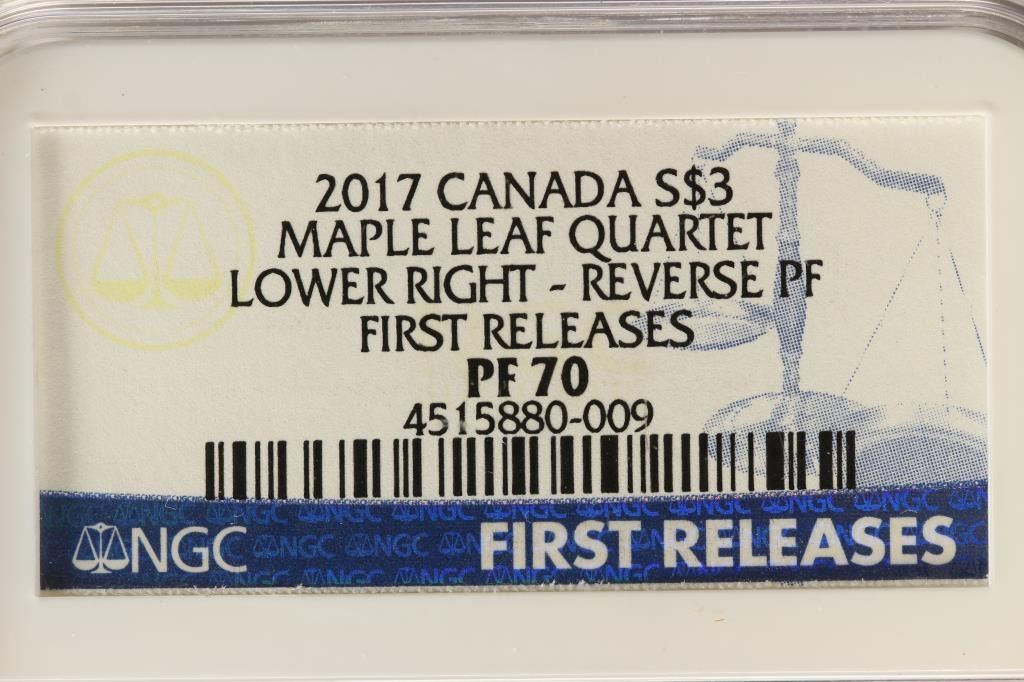 2017 CANADA S$3
MAPLE LEAF QUARTET
LOWER RIGHT - REVERSE PF
FIRST RELEASES
PF 70
4515880-009
NGC FIRST RELEASES